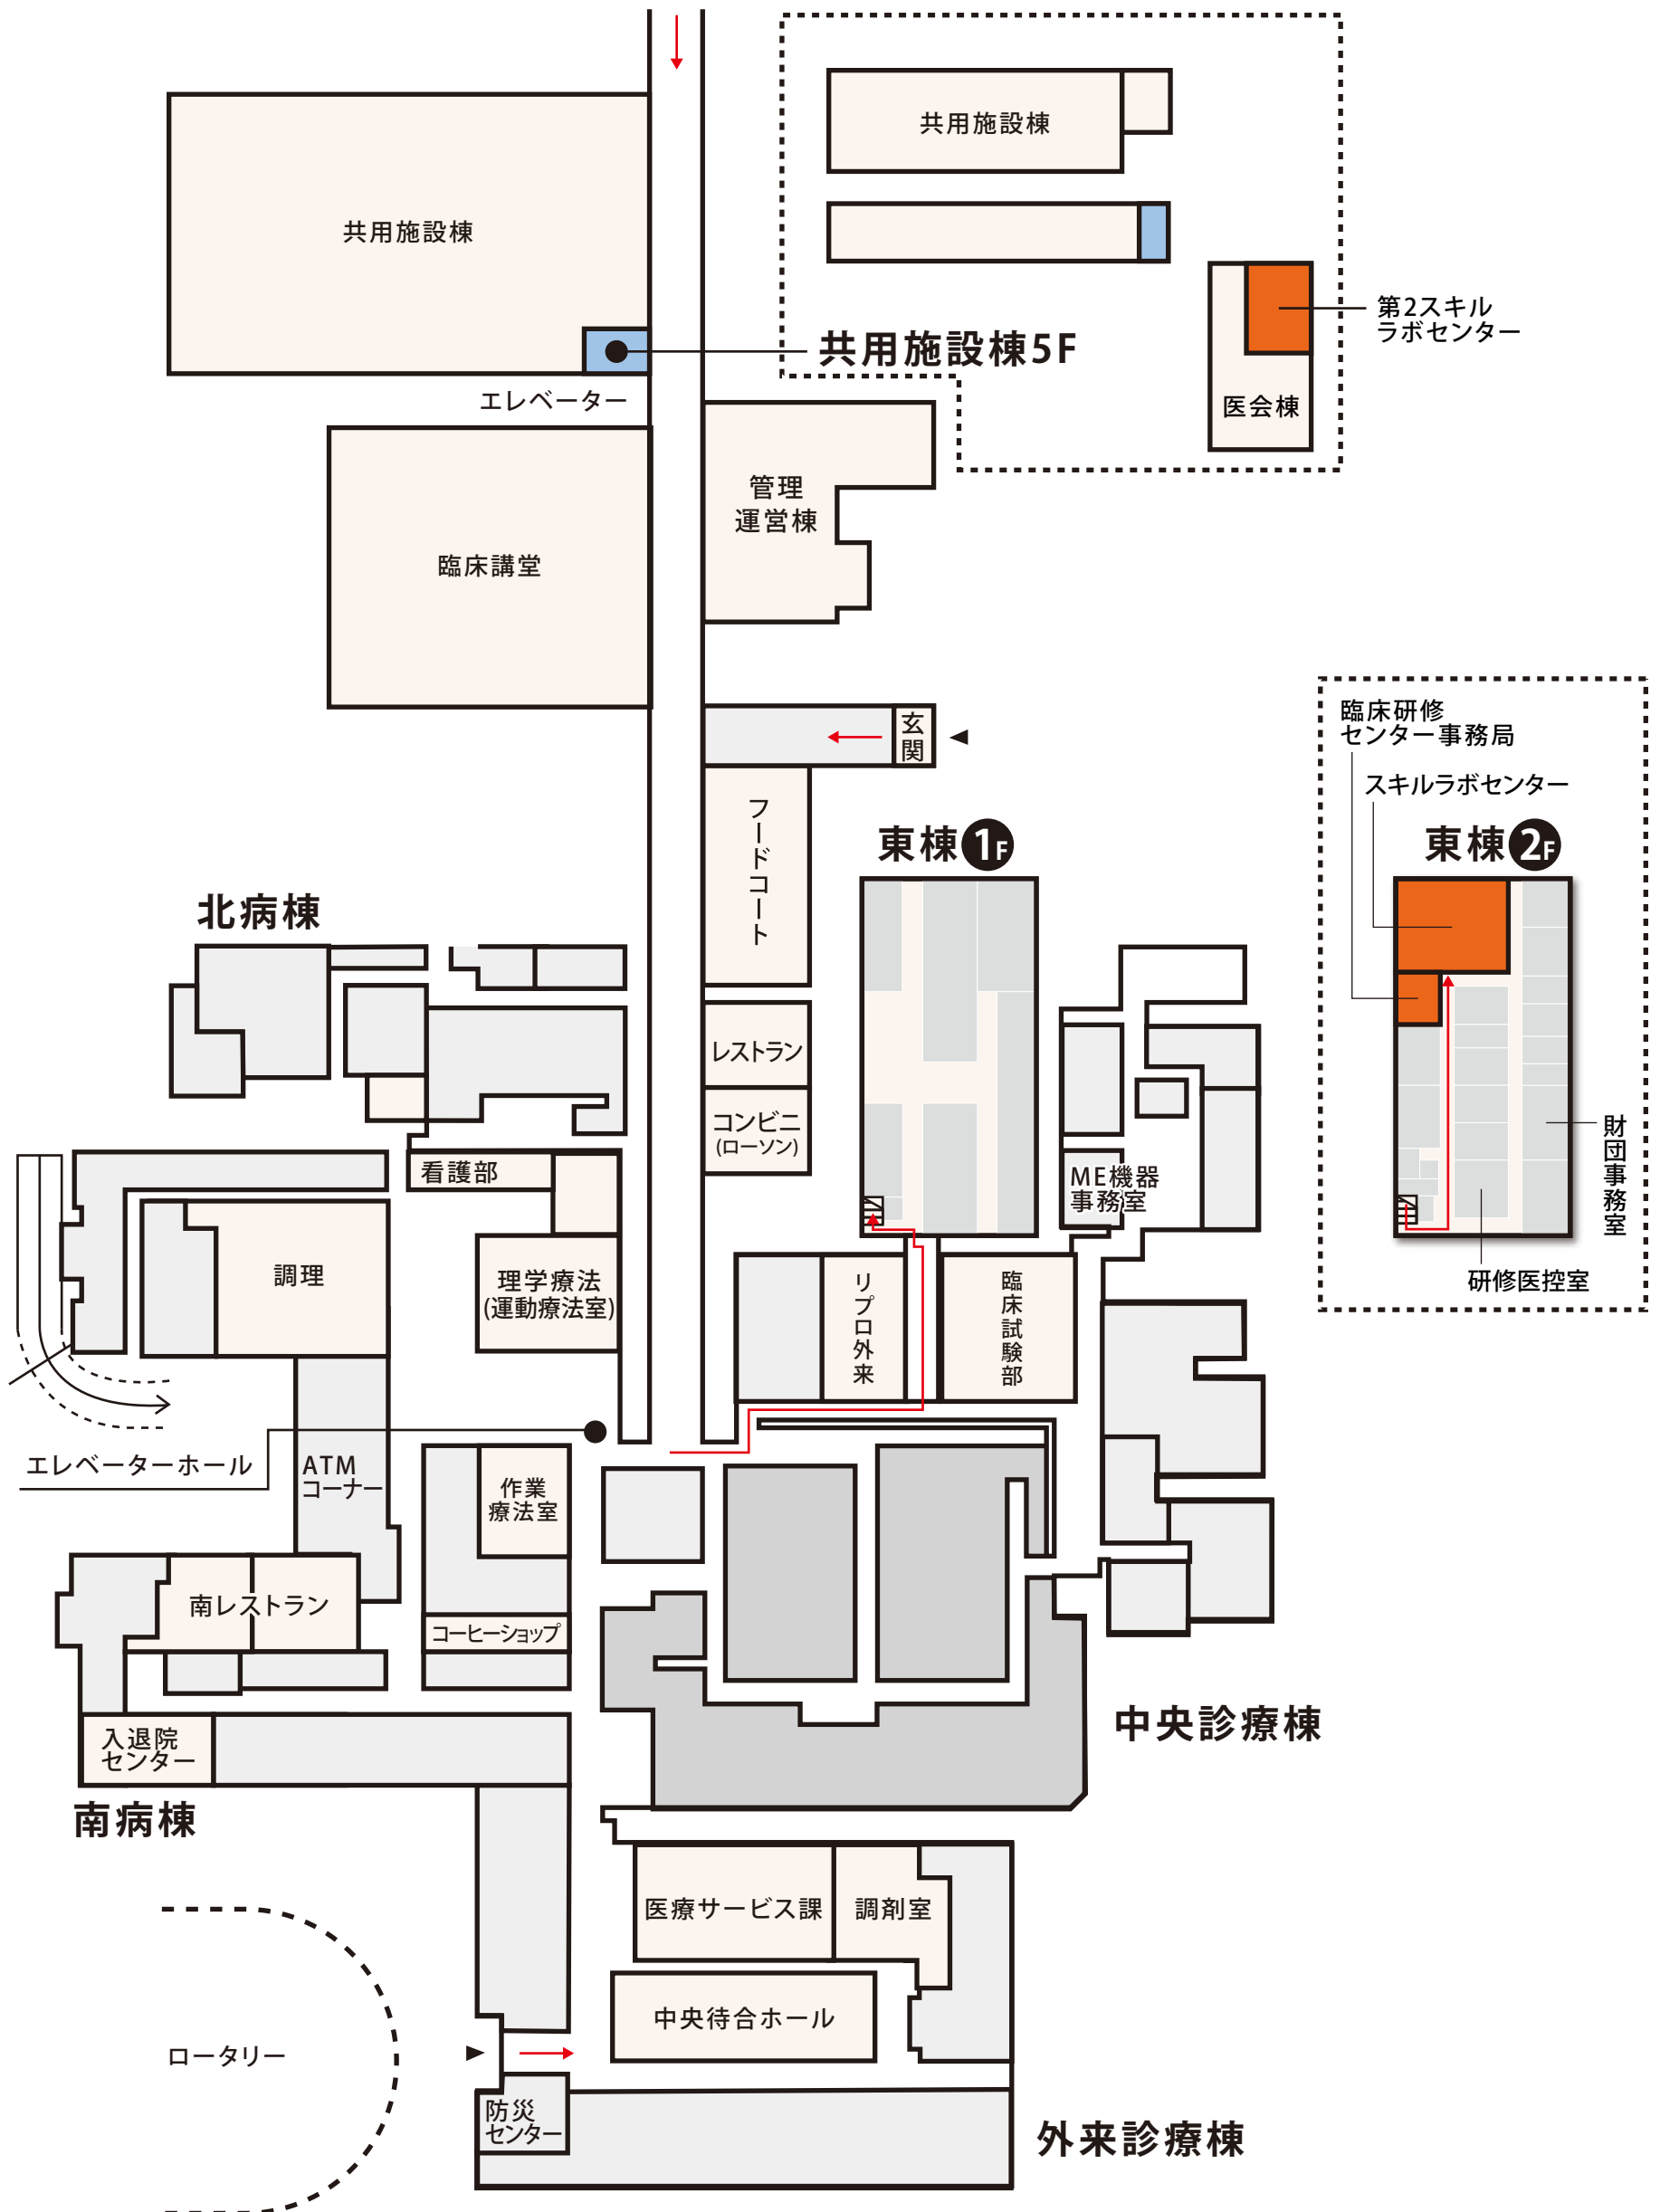 共用施設棟
共用施設棟
第2スキル
ラボセンター
共用施設棟5F
エレベーター
医会棟
管理
運営棟
臨床講堂
玄関
臨床研修
センター事務局
スキルラボセンター
フードコート
東棟1F
東棟2F
北病棟
レストラン
コンビニ
(ローソン)
看護部
ME機器
事務室
財団事務室
理学療法
(運動療法室)
調理
リプロ外来
臨床試験部
研修医控室
エレベーターホール
ATM
コーナー
作業
療法室
南レストラン
コーヒーショップ
入退院
センター
中央診療棟
南病棟
医療サービス課
調剤室
中央待合ホール
ロータリー
防災
センター
外来診療棟